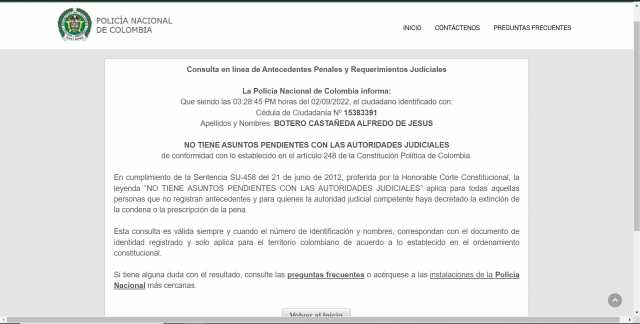 POLICÍA NACIONAL
DE COLOMBIA
INICIO CONTÁCTENOS PREGUNTAS FRECUENTES
Consulta en línea de Antecedentes Penales y Requerimientos Judiciales
La Policía Nacional de Colombia informa:
Que siendo las 03:28:45 PM horas del 02/09/2022, el ciudadano identificado con:
Cédula de Ciudadanía Nº 15383391
Apellidos y Nombres: BOTERO CASTAÑEDA ALFREDO DE JESUS
NO TIENE ASUNTOS PENDIENTES CON LAS AUTORIDADES JUDICIALES
de conformidad con lo establecido en el artículo 248 de la Constitución Política de Colombia.
En cumplimiento de la Sentencia SU-458 del 21 de junio de 2012, proferida por la Honorable Corte Constitucional, la
leyenda "NO TIENE ASUNTOS PENDIENTES CON LAS AUTORIDADES JUDICIALES" aplica para todas aquellas
personas que no registran antecedentes y para quienes la autoridad judicial competente haya decretado la extinción de
la condena o la prescripción de la pena.
Esta consulta es válida siempre y cuando el número de identificación y nombres, correspondan con el documento de
identidad registrado y solo aplica para el territorio colombiano de acuerdo a lo establecido en el ordenamiento
constitucional.
Si tiene alguna duda con el resultado, consulte las preguntas frecuentes o acérquese a las instalaciones de la Policía
Nacional más cercanas.
Volver al Inicio